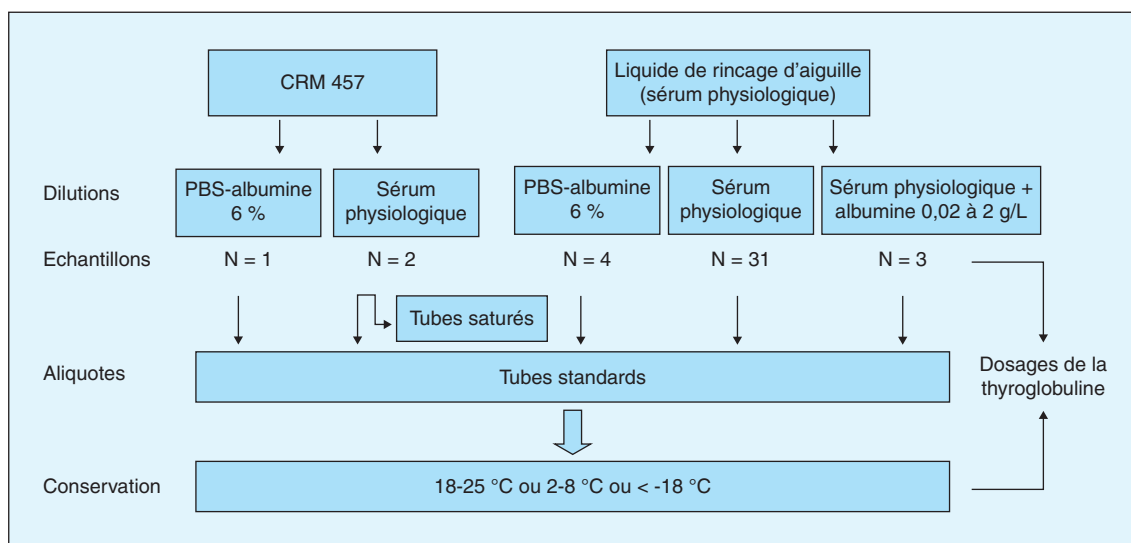 CRM 457
Liquide de rincage d'aiguille
(sérum physiologique)
Dilutions
PBS-albumine
6 %
Sérum
physiologique
PBS-albumine
6 %
Sérum
physiologique
Sérum physiologique +
albumine 0,02 à 2 g/L
Echantillons
N = 1
N = 2
N = 4
N = 31
N = 3
Tubes saturés
Aliquotes
Tubes standards
Dosages de la
thyroglobuline
Conservation
18-25 °C ou 2-8 °C ou < -18 °C